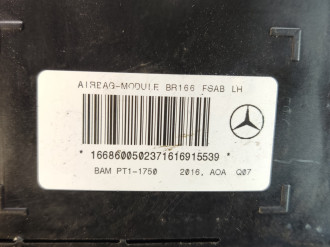 AIRBAG-MODULE BR166 FSAB LH
* 1668600502371616915539 *
BAM PT1-1750 2016, AOA Q07